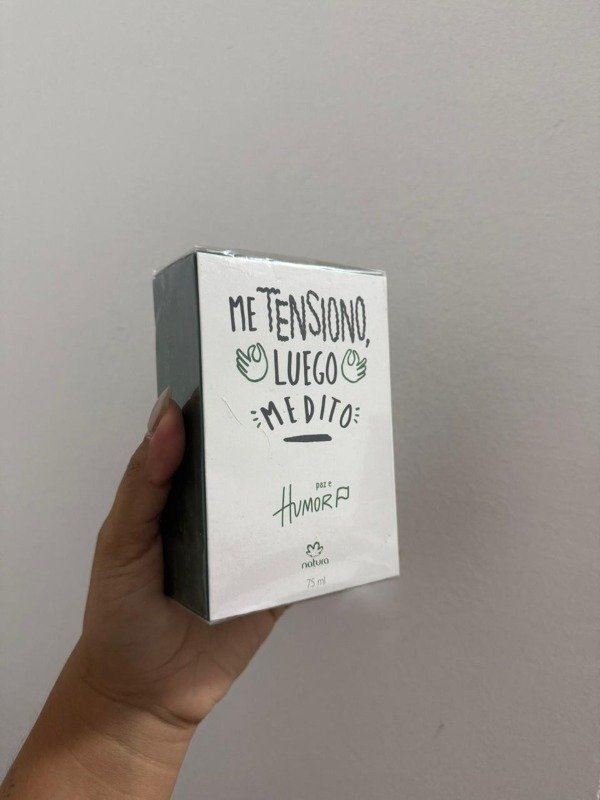 ME TENSIONO,
LUEGO
MEDITO
paz e
HUMOR
natura
75 ml